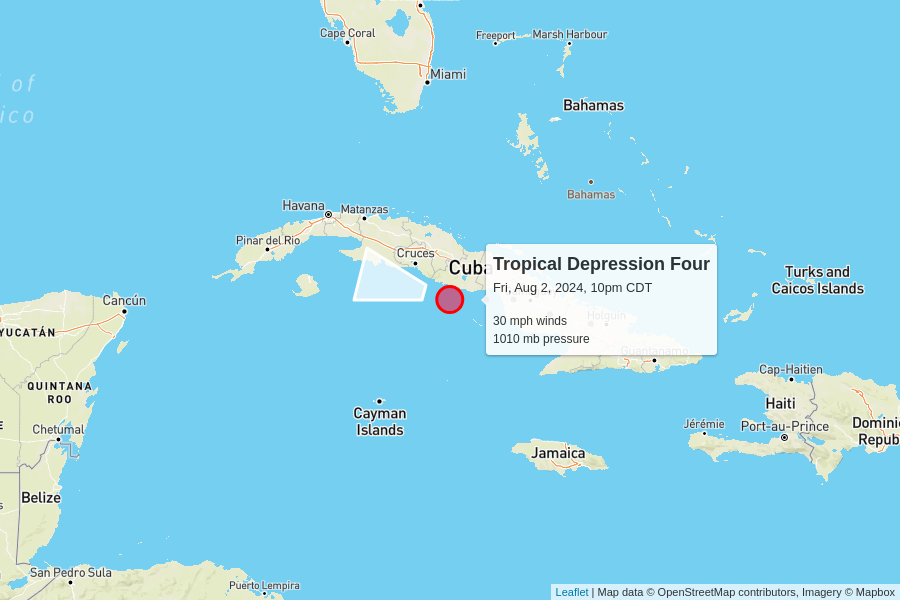 Cape Coral
Freeport
Marsh Harbour
Miami
of
ico
Bahamas
Bahamas
Havana
Matanzas
Pinar del Rio
Cruces
Cuba
Tropical Depression Four
Fri, Aug 2, 2024, 10pm CDT
30 mph winds
1010 mb pressure
Holguín
Guantanamo
Turks and
Caicos Islands
Cancún
YUCATÁN
QUINTANA
ROO
Chetumal
Belize
Cayman
Islands
Jamaica
Cap-Haitien
Haiti
Jérémie
Port-au-Prince
Domini
Repub
San Pedro Sula
Puerto Lempira
Leaflet | Map data © OpenStreetMap contributors, Imagery © Mapbox